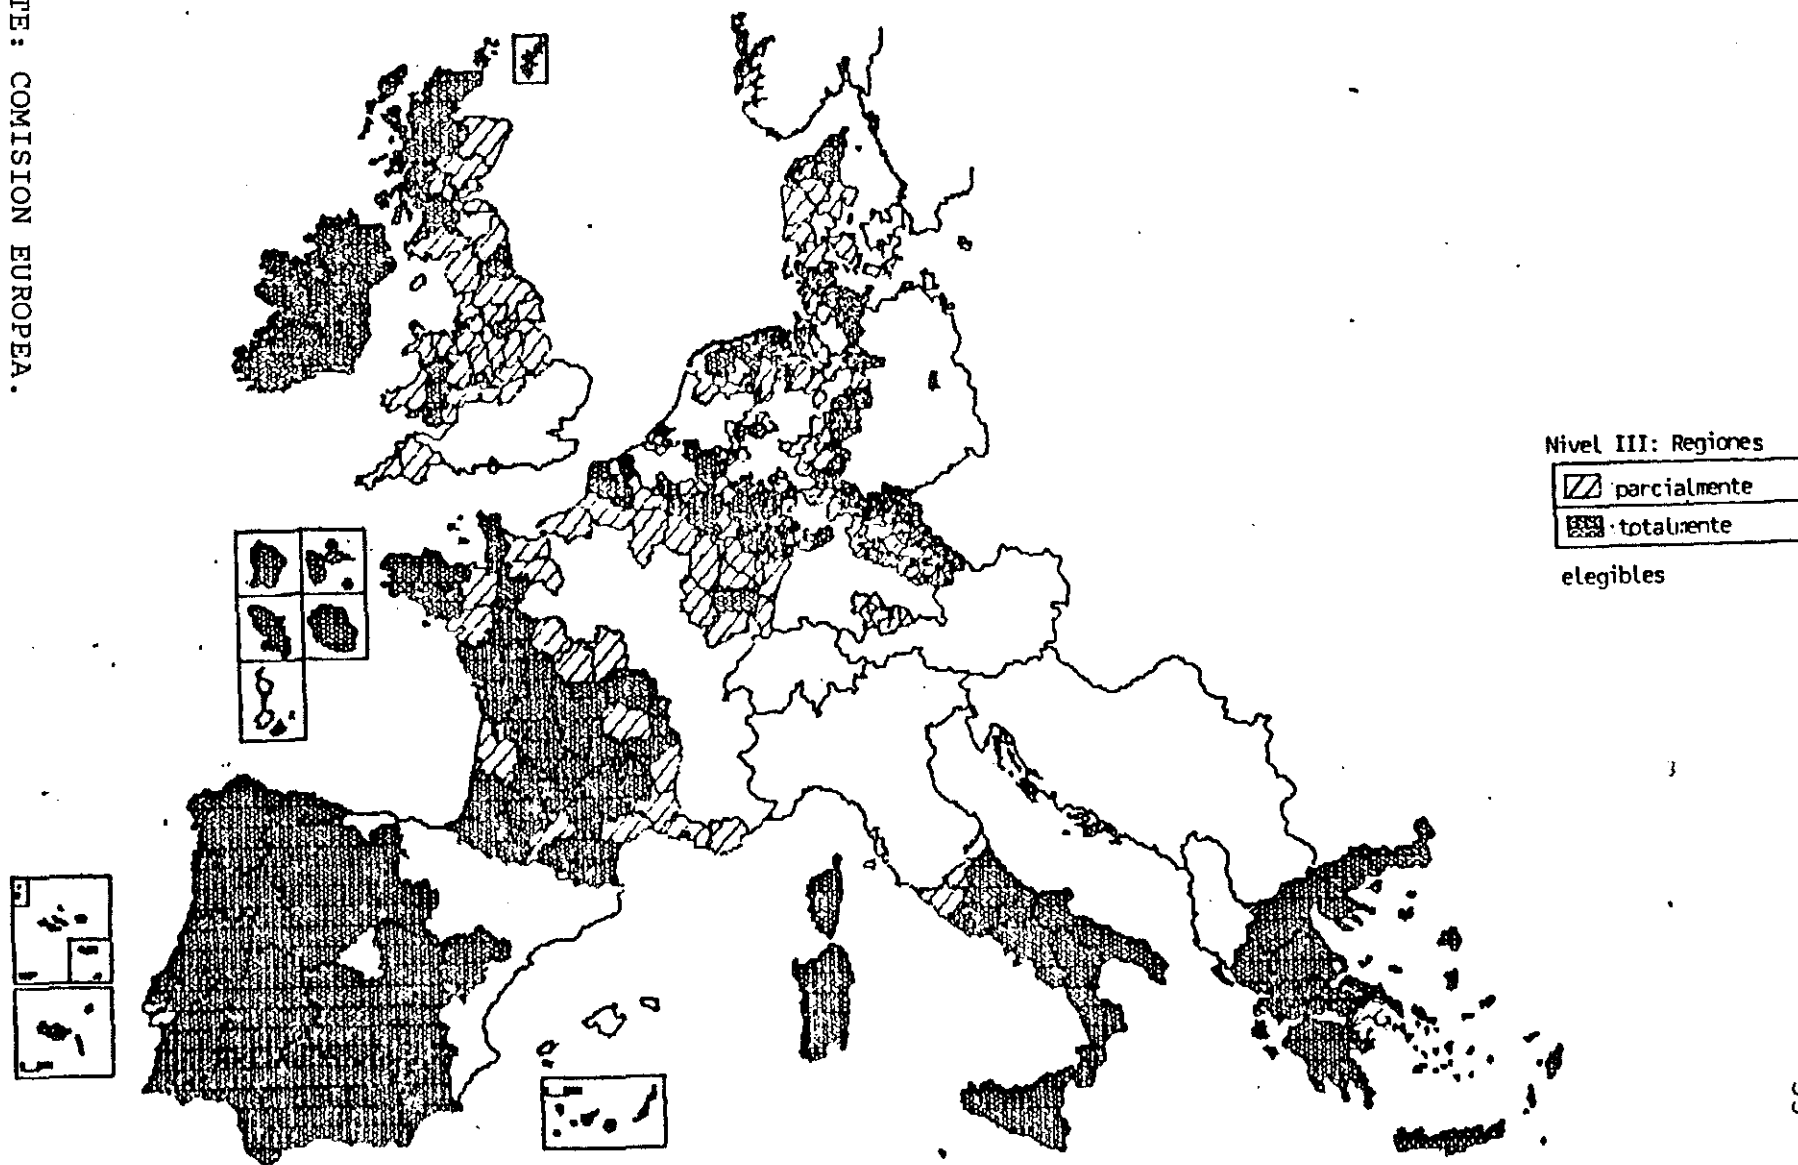 TE: COMISION EUROPEA.
Nivel III: Regiones
parcialmente
totalmente
elegibles